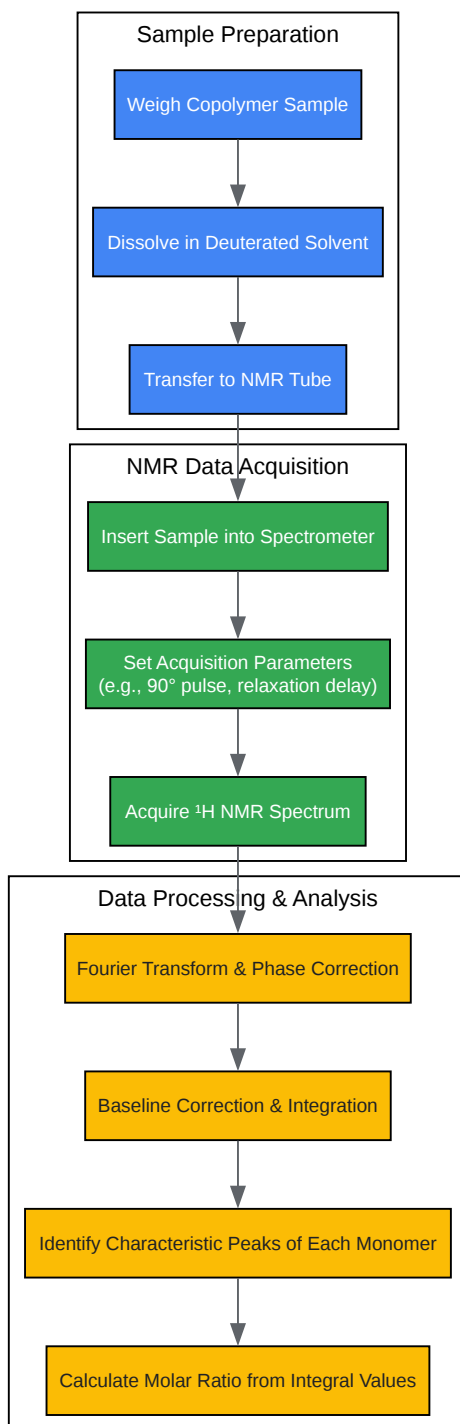 Sample Preparation
Weigh Copolymer Sample
Dissolve in Deuterated Solvent
Transfer to NMR Tube
NMR Data Acquisition
Insert Sample into Spectrometer
Set Acquisition Parameters
(e.g., 90° pulse, relaxation delay)
Acquire ¹H NMR Spectrum
Data Processing & Analysis
Fourier Transform & Phase Correction
Baseline Correction & Integration
Identify Characteristic Peaks of Each Monomer
Calculate Molar Ratio from Integral Values